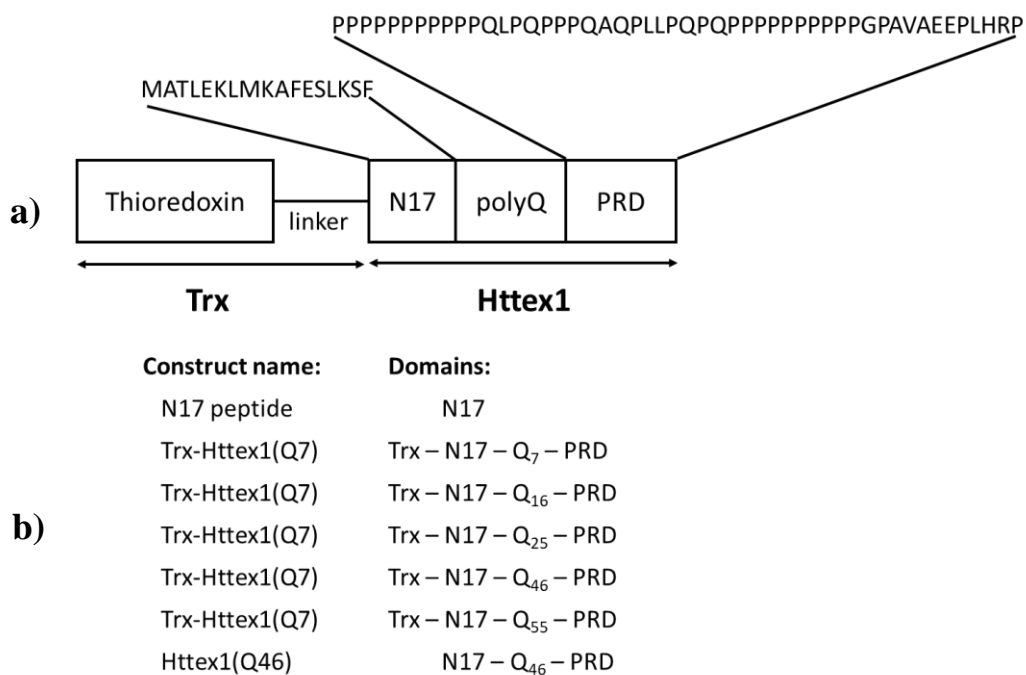 PPPPPPPPPPPQLPQPPPQAQPLLPQPQPPPPPPPPPPGPAVAEEPLHRP
MATLEKLMKAFESLKSF
a)
Thioredoxin
linker
N17
polyQ
PRD
Trx
Httex1
b)
Construct name: Domains:
N17 peptide N17
Trx-Httex1(Q7) Trx – N17 – Q7 – PRD
Trx-Httex1(Q7) Trx – N17 – Q16 – PRD
Trx-Httex1(Q7) Trx – N17 – Q25 – PRD
Trx-Httex1(Q7) Trx – N17 – Q46 – PRD
Trx-Httex1(Q7) Trx – N17 – Q55 – PRD
Httex1(Q46) N17 – Q46 – PRD